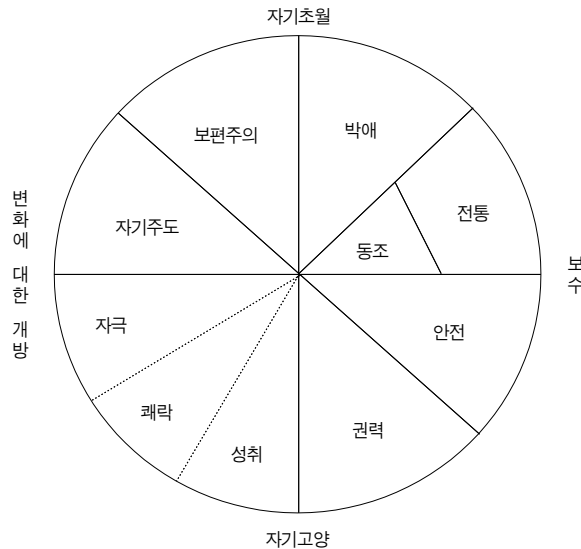 자기초월
보편주의
박애
자기주도
동조
전통
변화에 대한 개방
보수
자극
안전
쾌락
성취
권력
자기고양